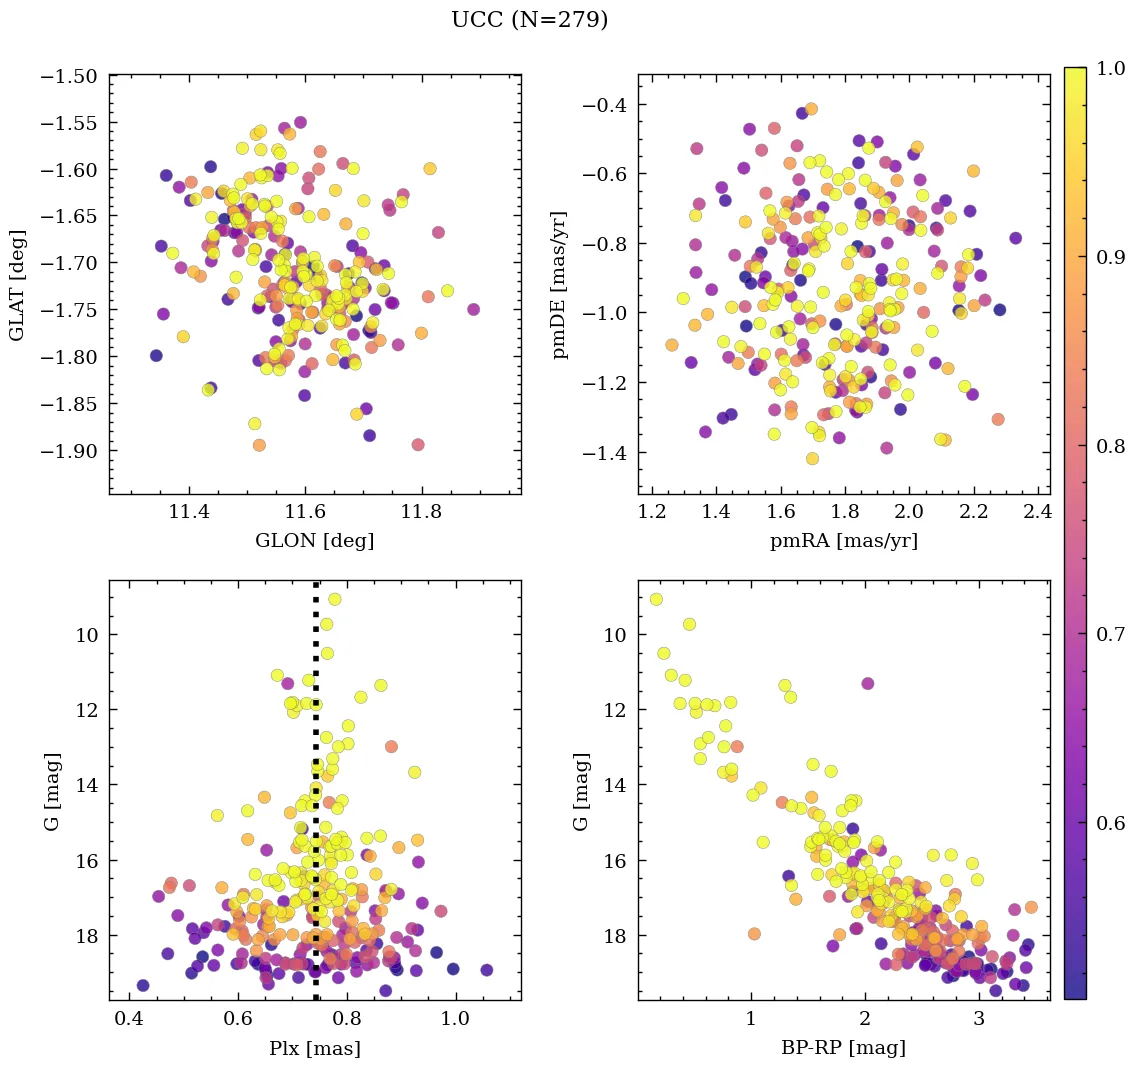 UCC (N=279)
−1.50
−1.55
−1.60
−1.65
−1.70
−1.75
−1.80
−1.85
−1.90
GLAT [deg]
11.4 11.6 11.8
GLON [deg]
−0.4
−0.6
−0.8
−1.0
−1.2
−1.4
pmDE [mas/yr]
1.2 1.4 1.6 1.8 2.0 2.2 2.4
pmRA [mas/yr]
1.0
0.9
0.8
0.7
0.6
10
12
14
16
18
G [mag]
0.4 0.6 0.8 1.0
Plx [mas]
10
12
14
16
18
G [mag]
1 2 3
BP-RP [mag]